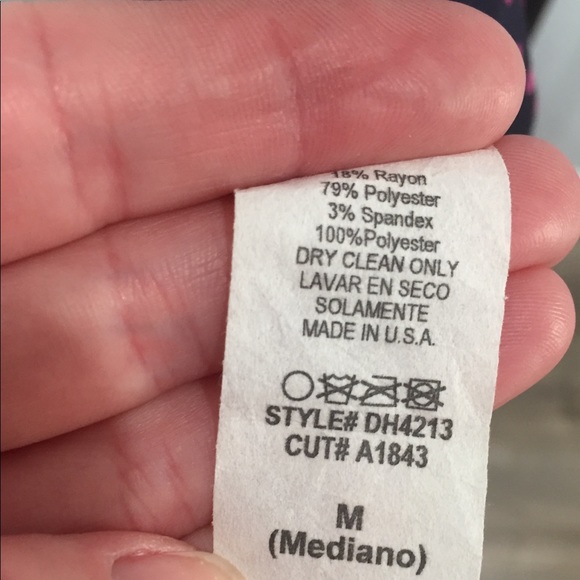 18% Rayon
79% Polyester
3% Spandex
100%Polyester
DRY CLEAN ONLY
LAVAR EN SECO
SOLAMENTE
MADE IN U.S.A.
STYLE# DH4213
CUT# A1843
M
(Mediano)